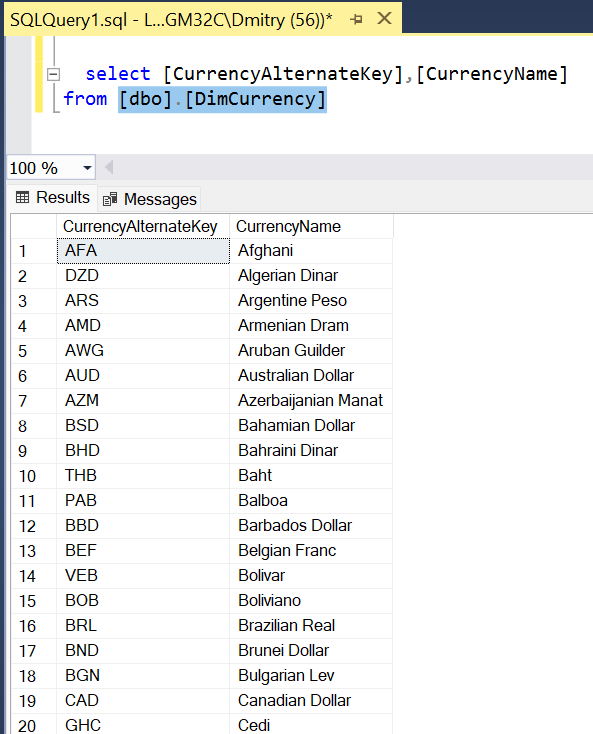 SQLQuery1.sql - L...GM32C\Dmitry (56))*
select [CurrencyAlternateKey],[CurrencyName]
from [dbo].[DimCurrency]
100 %
Results Messages
CurrencyAlternateKey CurrencyName
1 AFA Afghani
2 DZD Algerian Dinar
3 ARS Argentine Peso
4 AMD Armenian Dram
5 AWG Aruban Guilder
6 AUD Australian Dollar
7 AZM Azerbaijanian Manat
8 BSD Bahamian Dollar
9 BHD Bahraini Dinar
10 THB Baht
11 PAB Balboa
12 BBD Barbados Dollar
13 BEF Belgian Franc
14 VEB Bolivar
15 BOB Boliviano
16 BRL Brazilian Real
17 BND Brunei Dollar
18 BGN Bulgarian Lev
19 CAD Canadian Dollar
20 GHC Cedi